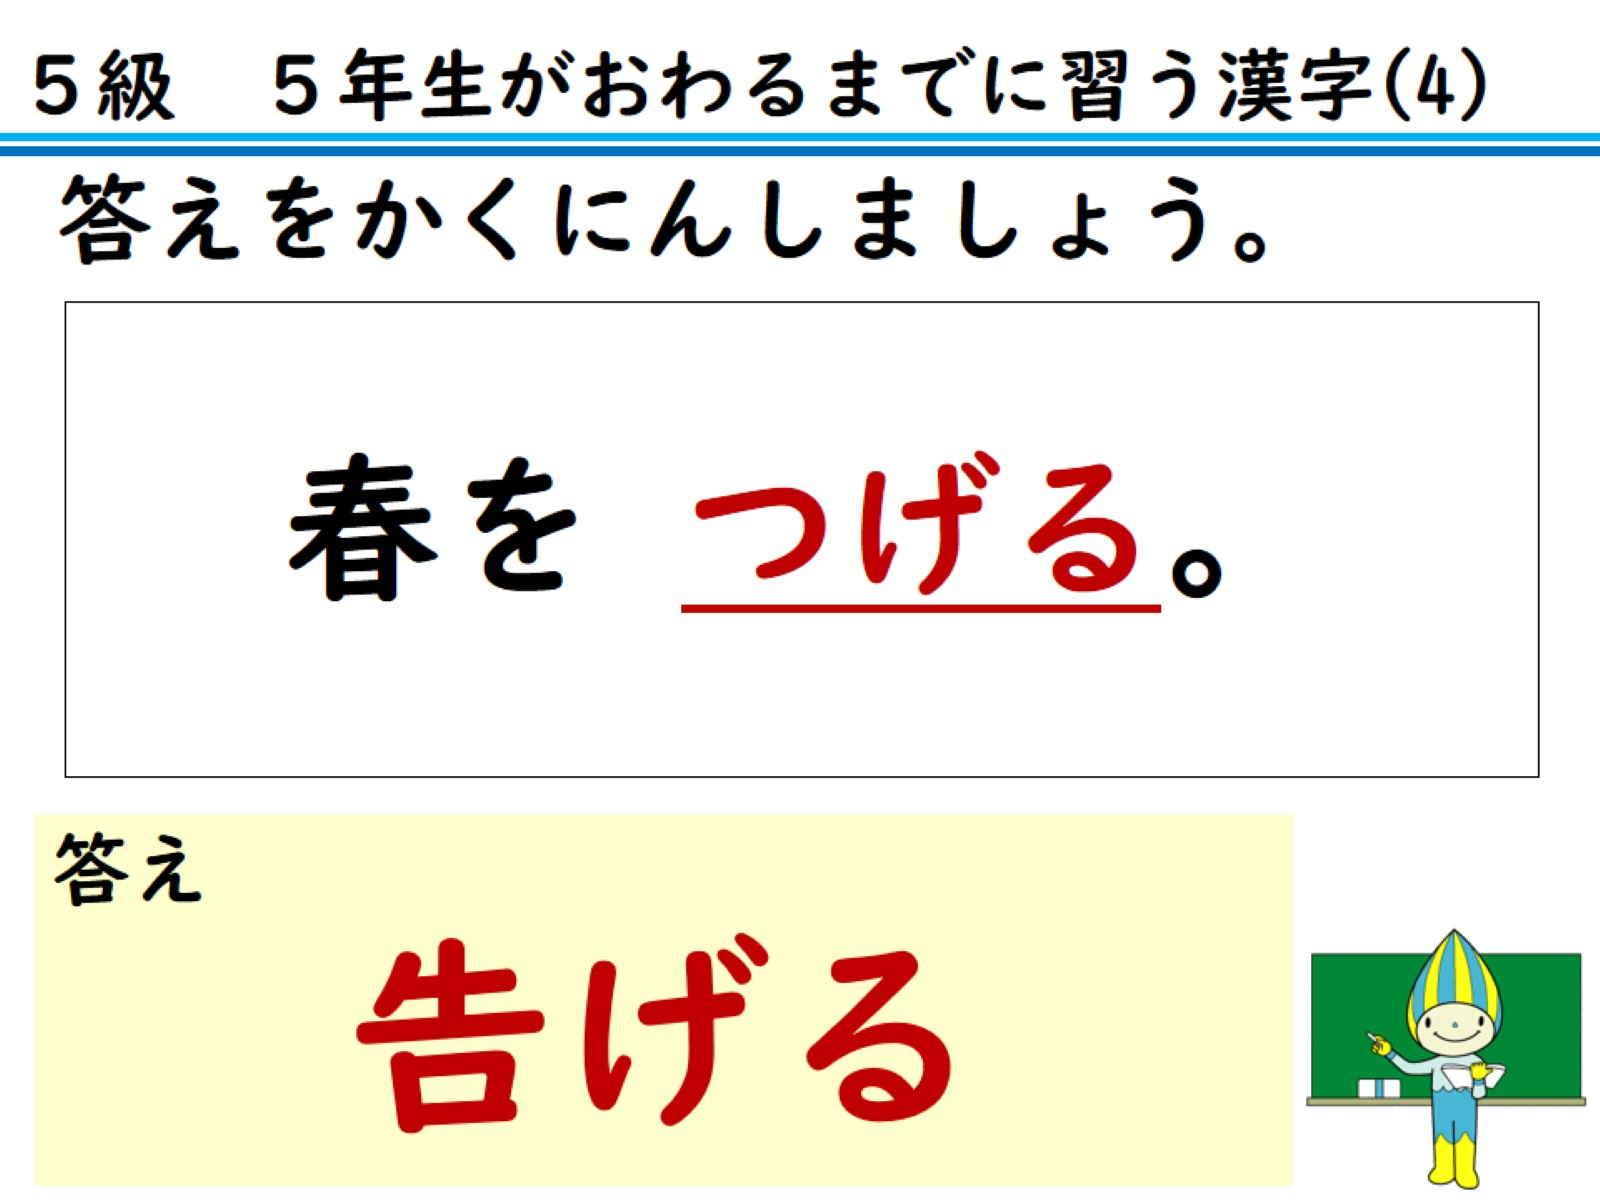 ５級　５年生がおわるまでに習う漢字(4)
答えをかくにんしましょう。
春を　つげる。
答え
告げる